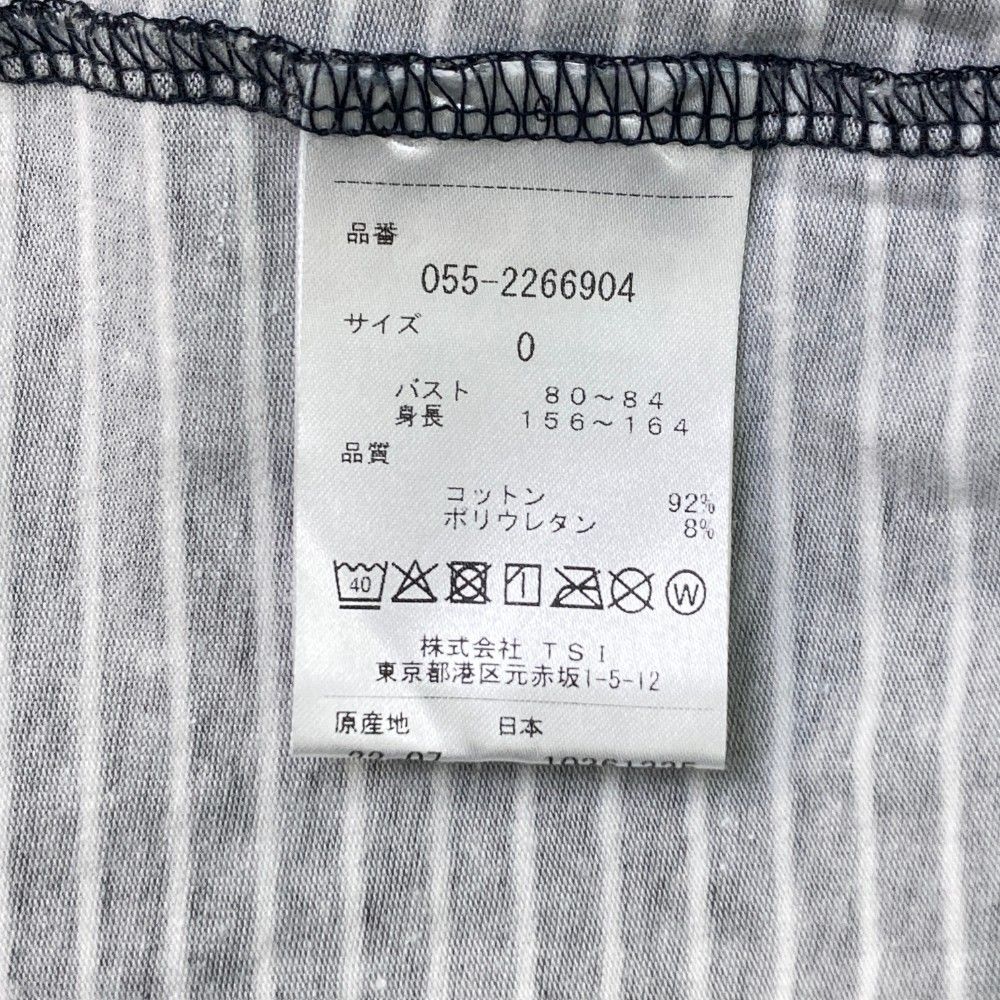 品番
055-2266904
サイズ
0
バスト 80〜84
身長 156〜164
品質
コットン 92%
ポリウレタン 8%
40 W
株式会社 TSI
東京都港区元赤坂1-5-12
原産地 日本